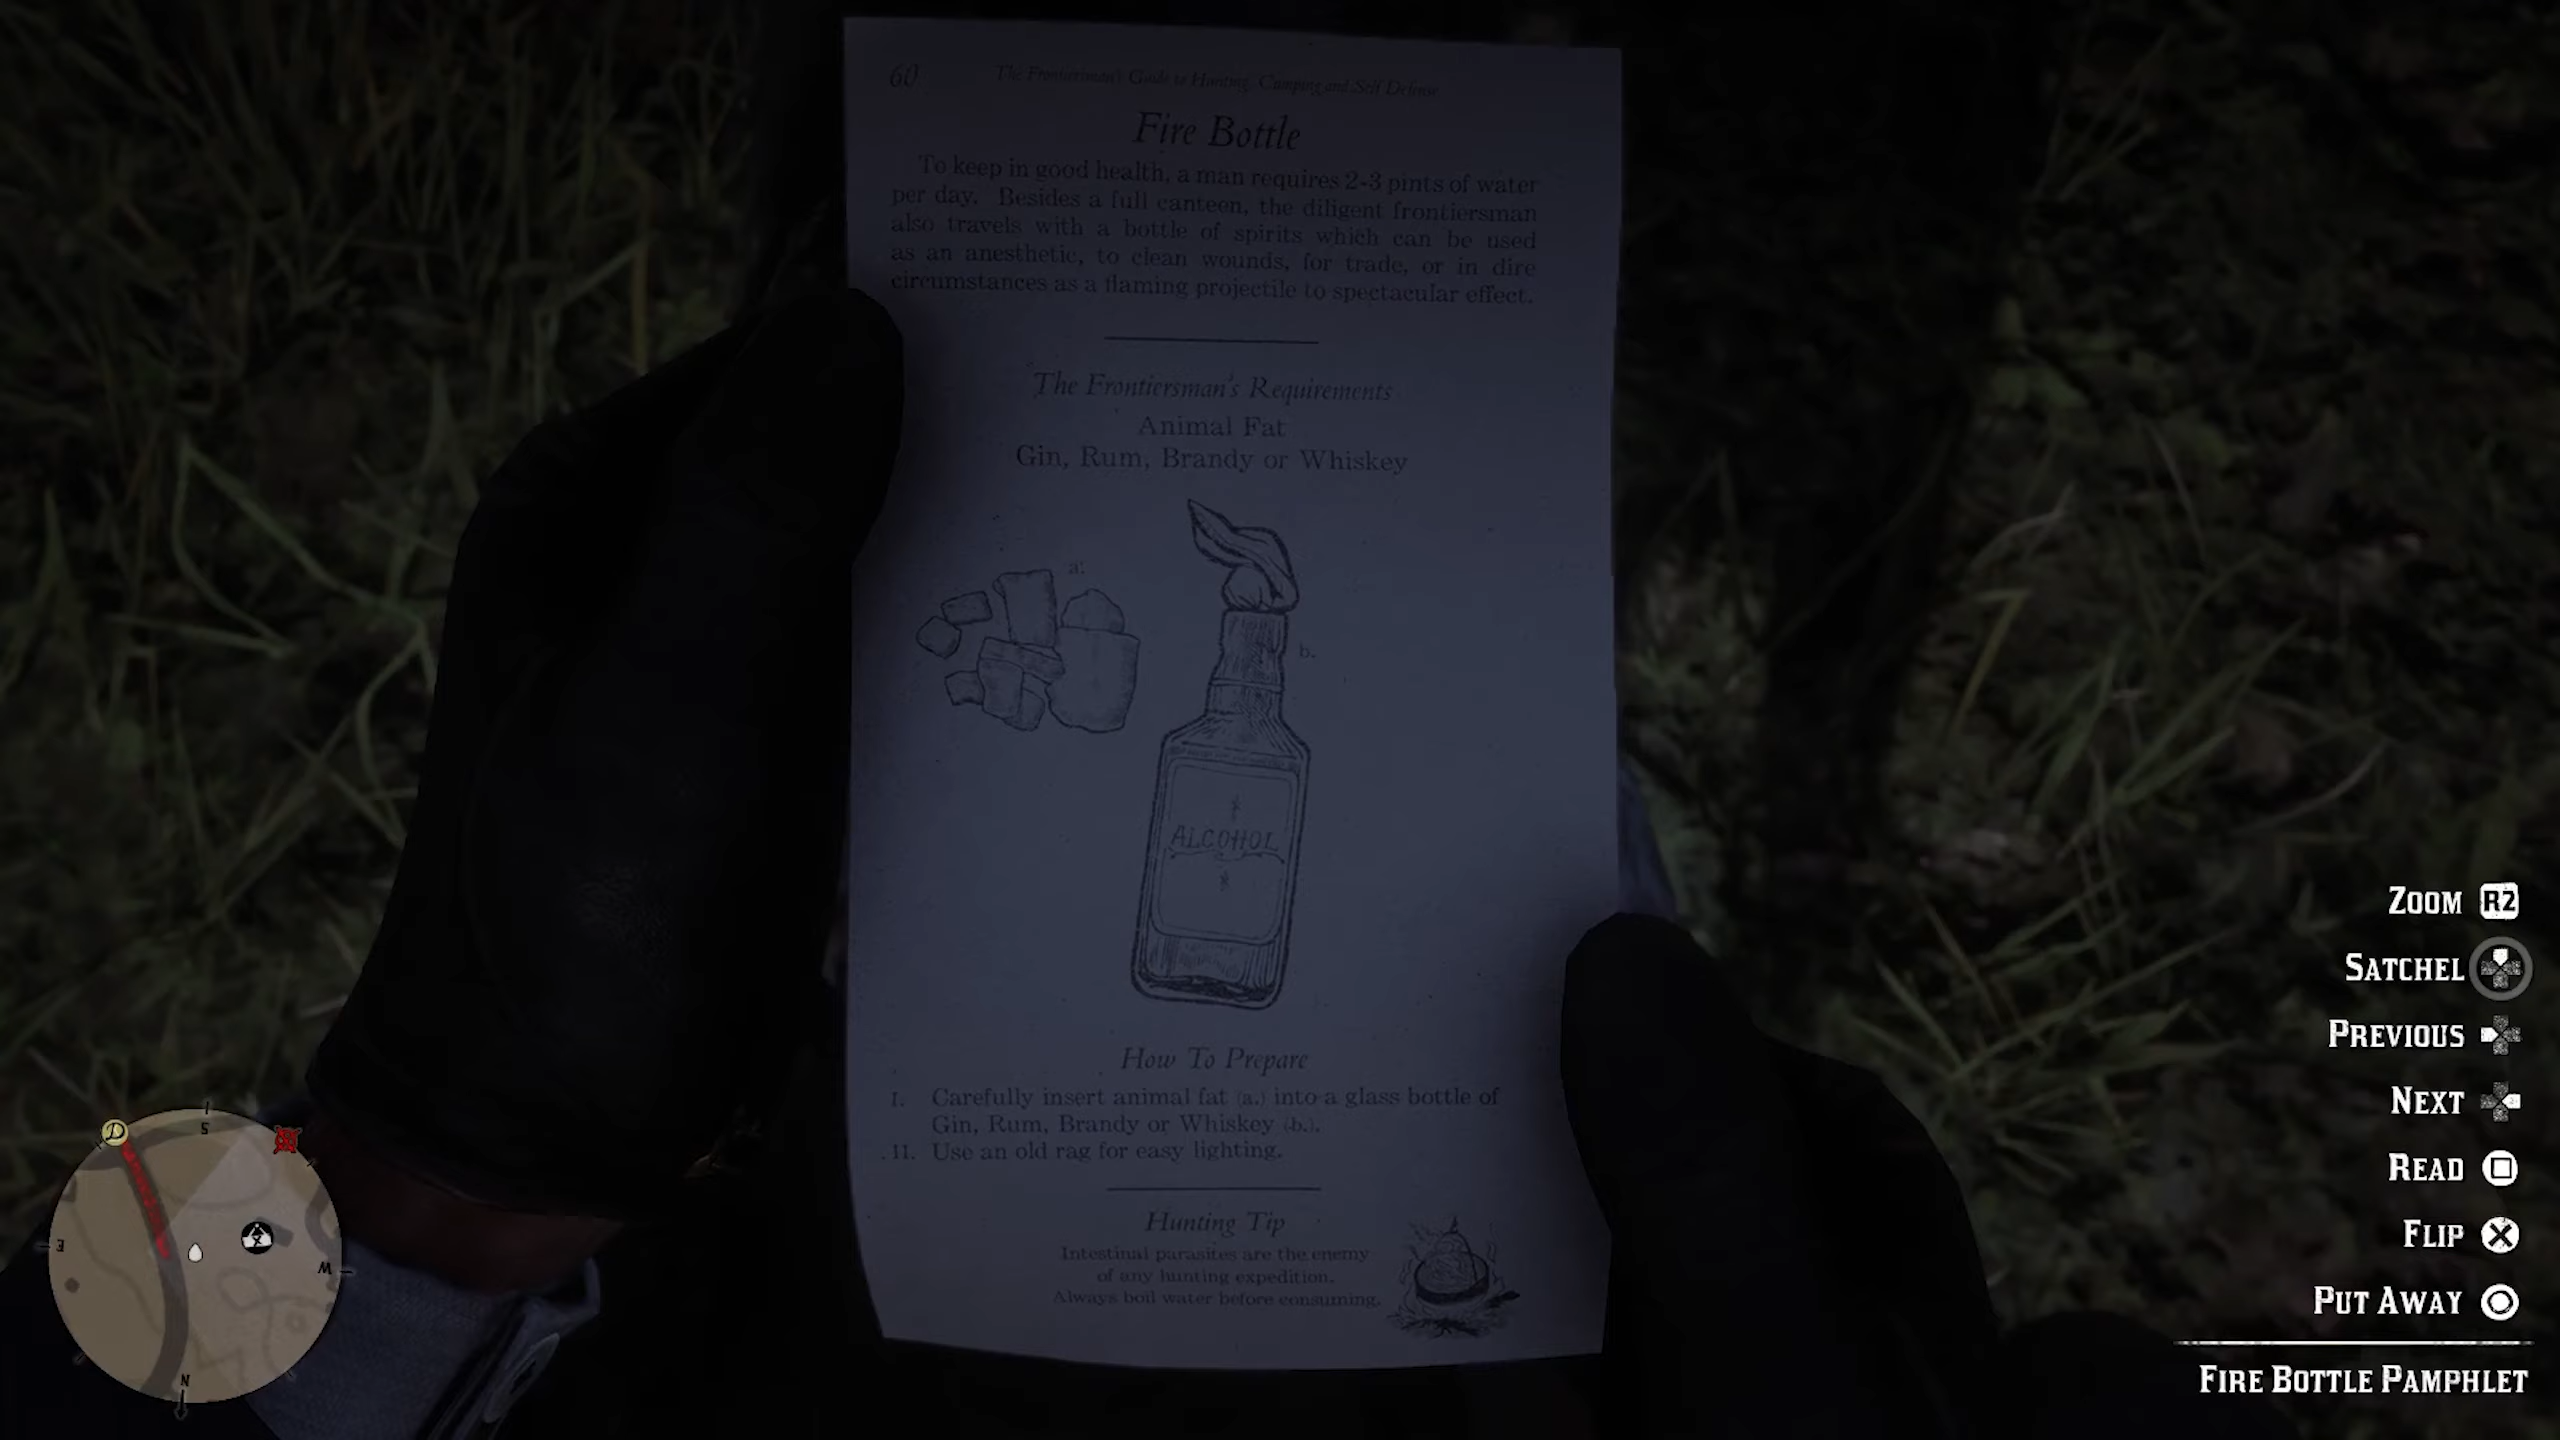 60 The Frontiersman's Guide to Hunting, Camping and Self Defense
Fire Bottle
To keep in good health, a man requires 2-3 pints of water
per day. Besides a full canteen, the diligent frontiersman
also travels with a bottle of spirits which can be used
as an anesthetic, to clean wounds, for trade, or in dire
circumstances as a flaming projectile to spectacular effect.
The Frontiersman's Requirements
Animal Fat
Gin, Rum, Brandy or Whiskey
a.
b.
ALCOHOL
How To Prepare
I. Carefully insert animal fat (a.) into a glass bottle of
Gin, Rum, Brandy or Whiskey (b.).
II. Use an old rag for easy lighting.
Hunting Tip
Intestinal parasites are the enemy
of any hunting expedition.
Always boil water before consuming.
D
S
E
W
N
ZOOM R2
SATCHEL
PREVIOUS
NEXT
READ
FLIP
PUT AWAY
FIRE BOTTLE PAMPHLET